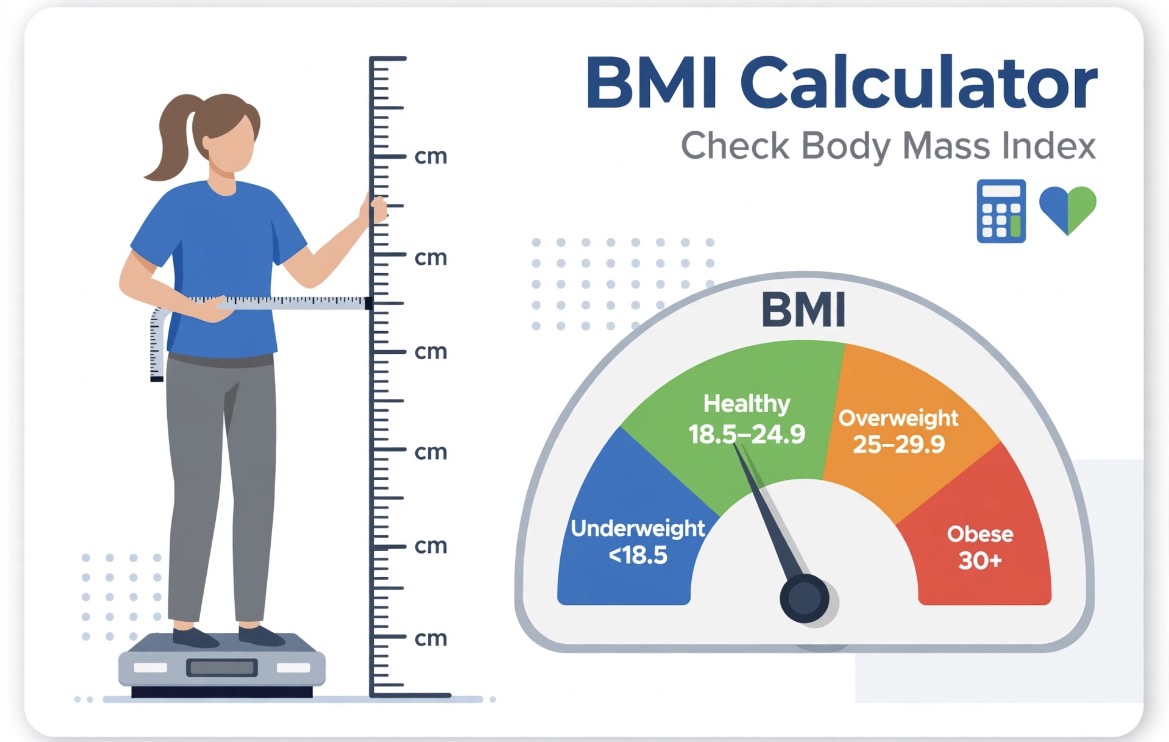 BMI Calculator
Check Body Mass Index
cm
cm
cm
cm
cm
cm
BMI
Healthy
18.5–24.9
Overweight
25–29.9
Underweight
<18.5
Obese
30+